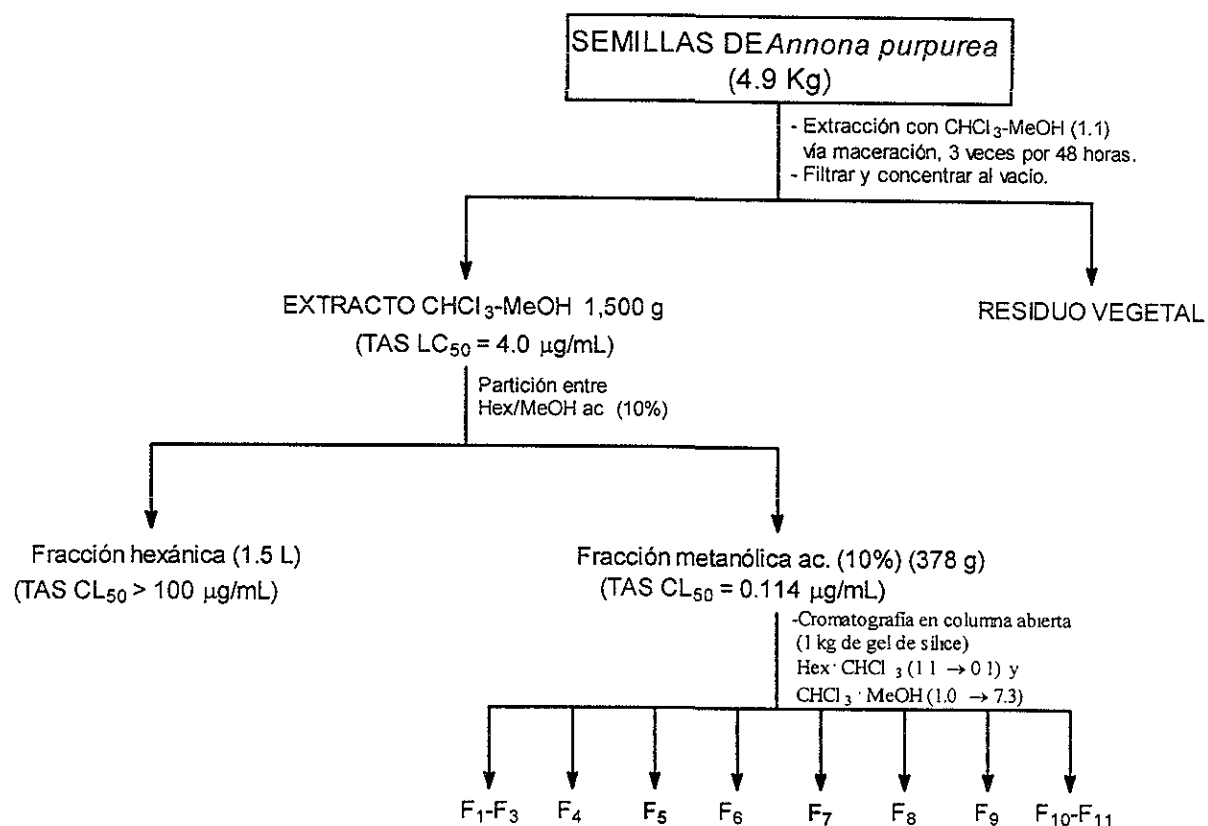 SEMILLAS DE Annona purpurea
(4.9 Kg)
- Extracción con CHCl₃-MeOH (1.1)
vía maceración, 3 veces por 48 horas.
- Filtrar y concentrar al vacio.
EXTRACTO CHCl₃-MeOH 1,500 g
(TAS LC₅₀ = 4.0 μg/mL)
RESIDUO VEGETAL
Partición entre
Hex/MeOH ac (10%)
Fracción hexánica (1.5 L)
(TAS CL₅₀ > 100 μg/mL)
Fracción metanólica ac. (10%) (378 g)
(TAS CL₅₀ = 0.114 μg/mL)
-Cromatografía en columna abierta
(1 kg de gel de sílice)
Hex·CHCl₃ (1 1 → 0 1) y
CHCl₃·MeOH (1.0 → 7.3)
F₁-F₃ F₄ F₅ F₆ F₇ F₈ F₉ F₁₀-F₁₁